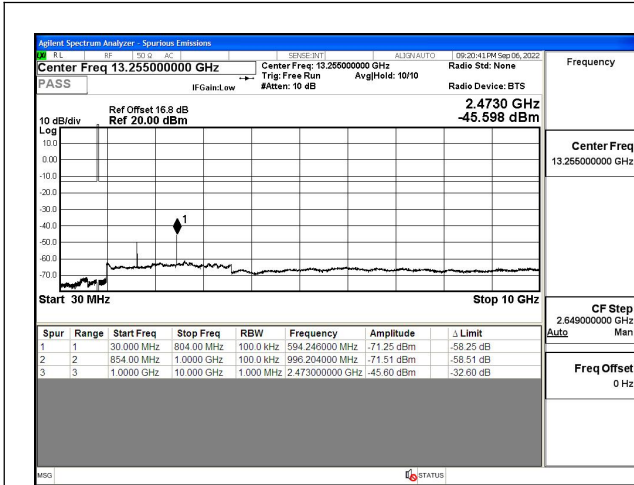 Agilent Spectrum Analyzer - Spurious Emissions
RL RF 50 Ω AC SENSE:INT ALIGN AUTO 09:20:41 PM Sep 06, 2022
Center Freq 13.255000000 GHz Center Freq: 13.255000000 GHz Radio Std: None
Trig: Free Run Avg|Hold: 10/10
PASS IFGain:Low #Atten: 10 dB Radio Device: BTS
Ref Offset 16.8 dB 2.4730 GHz
10 dB/div Ref 20.00 dBm -45.598 dBm
Log
10.0
0.00
-10.0
-20.0
-30.0
-40.0
1
-50.0
-60.0
-70.0
Start 30 MHz Stop 10 GHz
Spur Range Start Freq Stop Freq RBW Frequency Amplitude Δ Limit
1 1 30.000 MHz 804.00 MHz 100.0 kHz 594.246000 MHz -71.25 dBm -58.25 dB
2 2 854.00 MHz 1.0000 GHz 100.0 kHz 996.204000 MHz -71.51 dBm -58.51 dB
3 3 1.0000 GHz 10.000 GHz 1.000 MHz 2.473000000 GHz -45.60 dBm -32.60 dB
MSG STATUS
Frequency
Center Freq
13.255000000 GHz
CF Step
2.649000000 GHz
Auto Man
Freq Offset
0 Hz